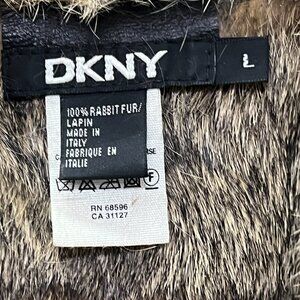 DKNY
L
100% RABBIT FUR/
LAPIN
MADE IN
ITALY
FABRIQUE EN
ITALIE
RN 68596
CA 31127